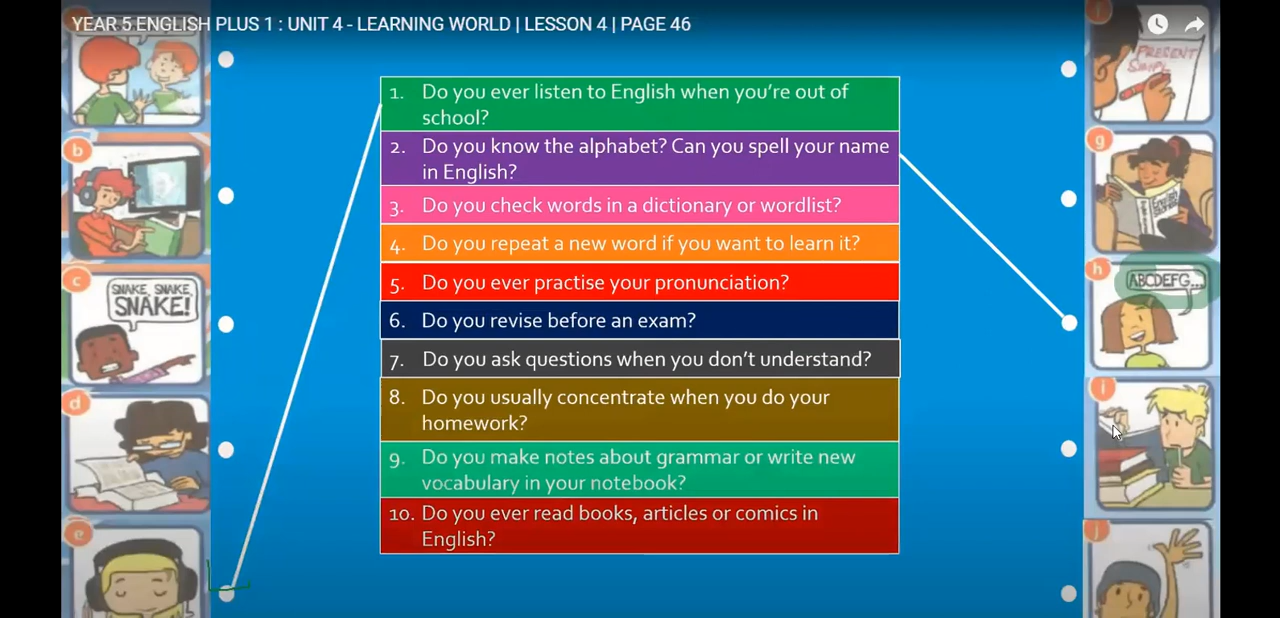 YEAR 5 ENGLISH PLUS 1 : UNIT 4 - LEARNING WORLD | LESSON 4 | PAGE 46
1. Do you ever listen to English when you’re out of
school?
2. Do you know the alphabet? Can you spell your name
in English?
3. Do you check words in a dictionary or wordlist?
4. Do you repeat a new word if you want to learn it?
5. Do you ever practise your pronunciation?
6. Do you revise before an exam?
7. Do you ask questions when you don’t understand?
8. Do you usually concentrate when you do your
homework?
9. Do you make notes about grammar or write new
vocabulary in your notebook?
10. Do you ever read books, articles or comics in
English?
b
c
SNAKE, SNAKE,
SNAKE!
d
e
f
PRESENT
g
h
ABCDEFG...
i
j